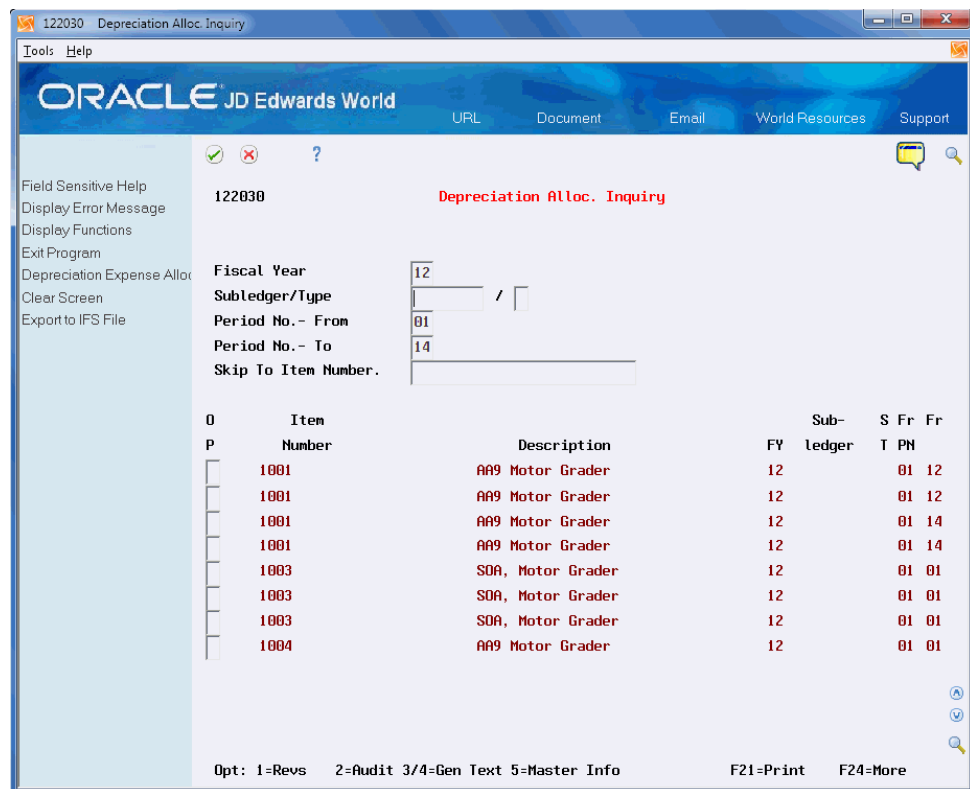 122030 Depreciation Alloc. Inquiry
Tools Help
ORACLE JD Edwards World
URL Document Email World Resources Support
?
Field Sensitive Help
Display Error Message
Display Functions
Exit Program
Depreciation Expense Alloc
Clear Screen
Export to IFS File
122030 Depreciation Alloc. Inquiry
Fiscal Year 12
Subledger/Type /
Period No.- From 01
Period No.- To 14
Skip To Item Number.
O Item Sub- S Fr Fr
P Number Description FY ledger T PN
1001 AA9 Motor Grader 12 01 12
1001 AA9 Motor Grader 12 01 12
1001 AA9 Motor Grader 12 01 14
1001 AA9 Motor Grader 12 01 14
1003 SOA, Motor Grader 12 01 01
1003 SOA, Motor Grader 12 01 01
1003 SOA, Motor Grader 12 01 01
1004 AA9 Motor Grader 12 01 01
Opt: 1=Revs 2=Audit 3/4=Gen Text 5=Master Info F21=Print F24=More